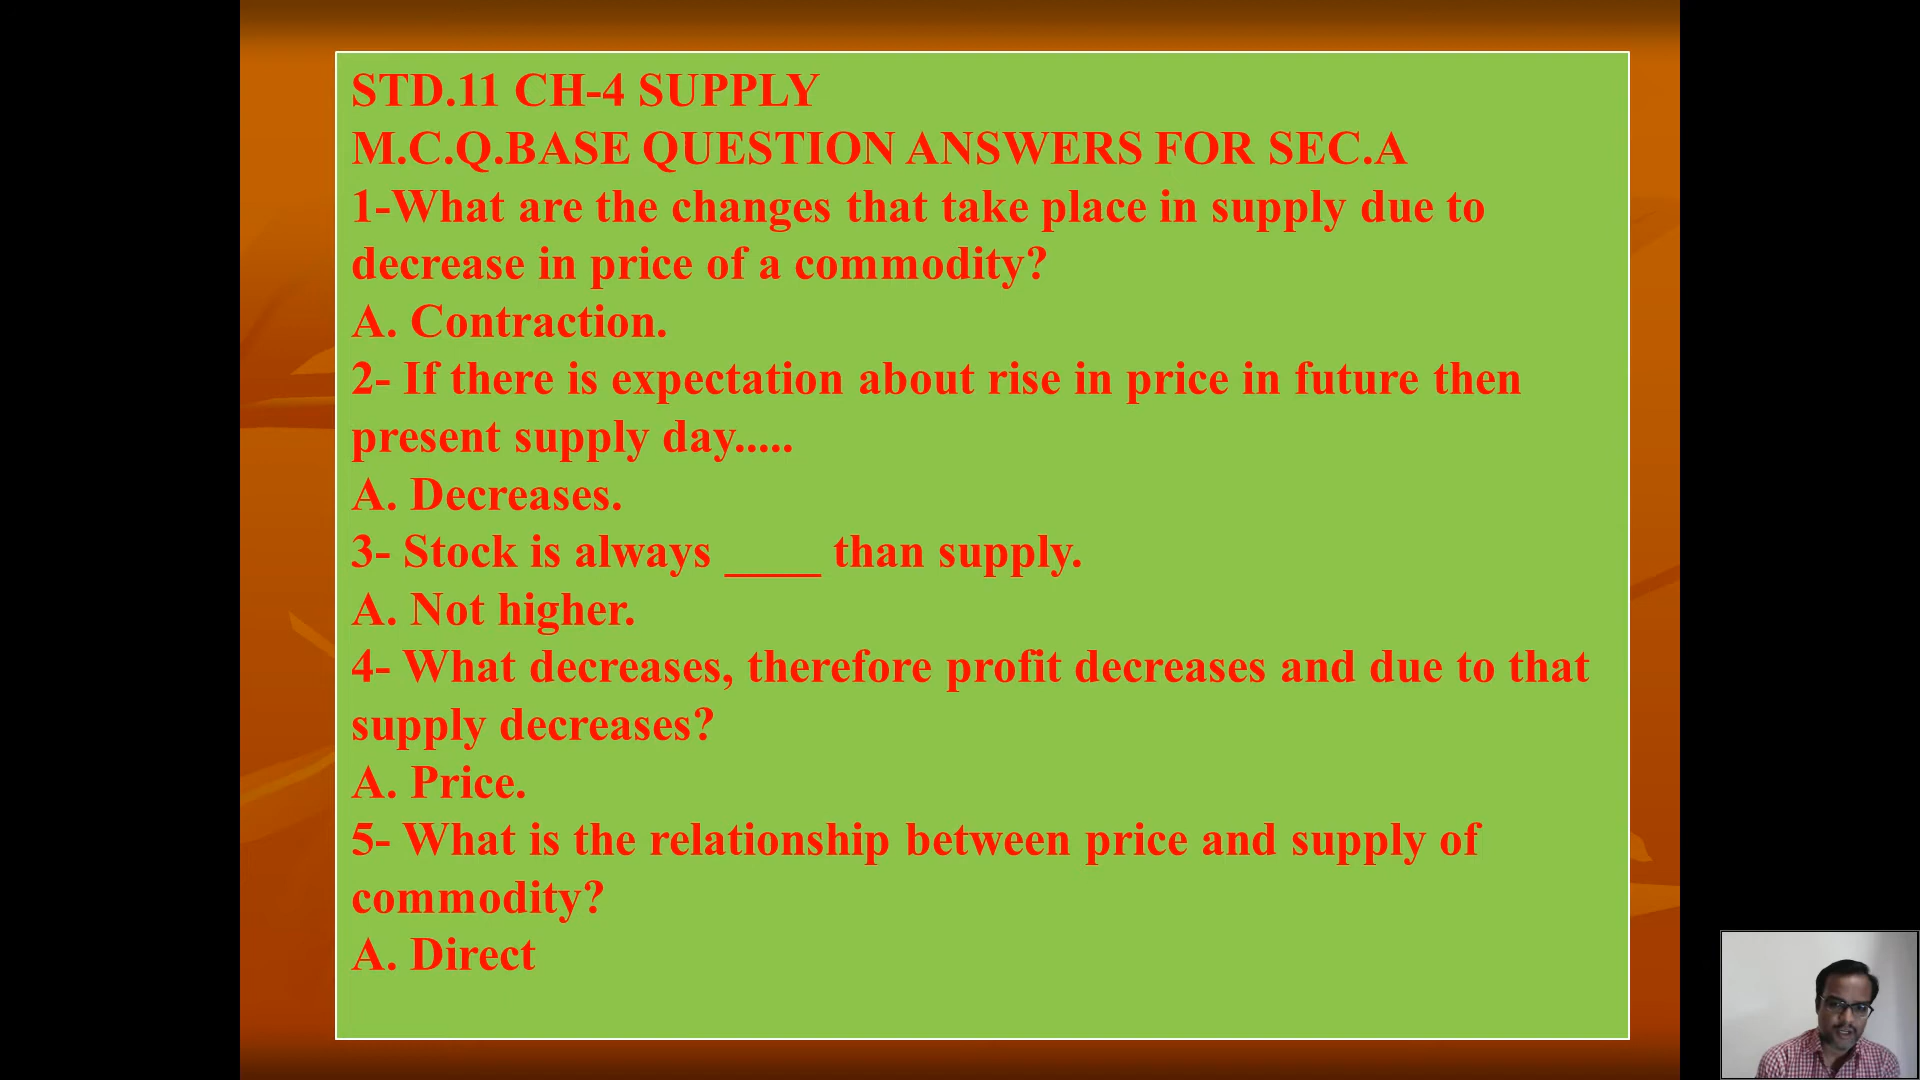 STD.11 CH-4 SUPPLY
M.C.Q.BASE QUESTION ANSWERS FOR SEC.A
1-What are the changes that take place in supply due to
decrease in price of a commodity?
A. Contraction.
2- If there is expectation about rise in price in future then
present supply day.....
A. Decreases.
3- Stock is always ____ than supply.
A. Not higher.
4- What decreases, therefore profit decreases and due to that
supply decreases?
A. Price.
5- What is the relationship between price and supply of
commodity?
A. Direct